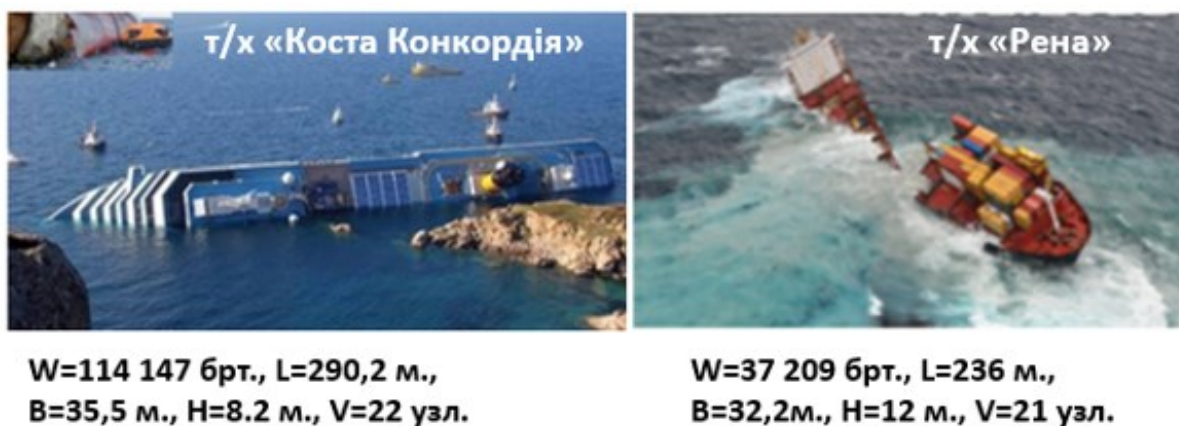 т/х «Коста Конкордія»
т/х «Рена»
W=114 147 брт., L=290,2 м.,
B=35,5 м., H=8.2 м., V=22 узл.
W=37 209 брт., L=236 м.,
B=32,2м., H=12 м., V=21 узл.